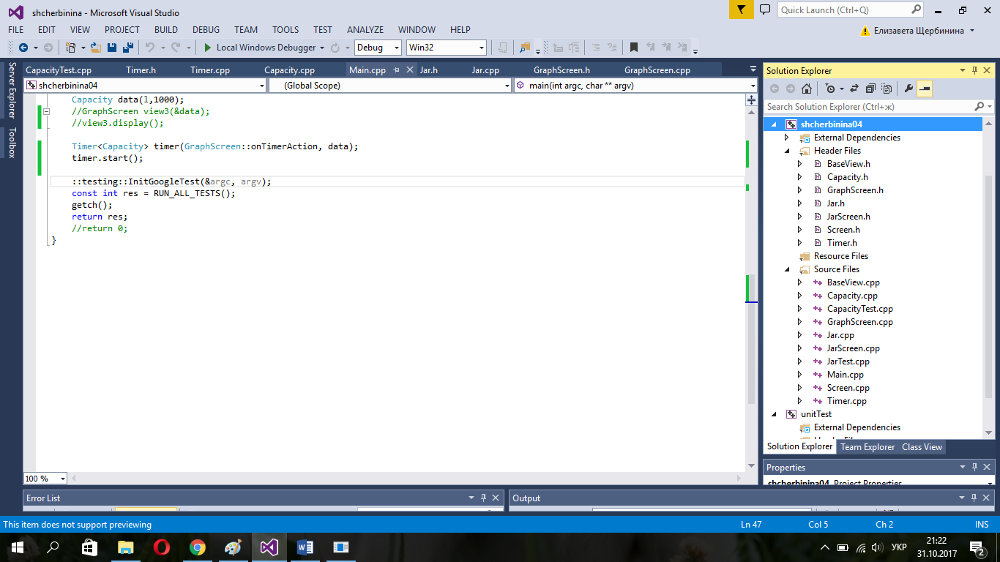 shcherbinina - Microsoft Visual Studio
Quick Launch (Ctrl+Q)
FILE EDIT VIEW PROJECT BUILD DEBUG TEAM TOOLS TEST ANALYZE WINDOW HELP
Елизавета Щербинина
Local Windows Debugger Debug Win32
Server Explorer
Toolbox
CapacityTest.cpp Timer.h Timer.cpp Capacity.cpp Main.cpp Jar.h Jar.cpp GraphScreen.h GraphScreen.cpp
shcherbinina04 (Global Scope) main(int argc, char ** argv)
Capacity data(l,1000);
//GraphScreen view3(&data);
//view3.display();
Timer<Capacity> timer(GraphScreen::onTimerAction, data);
timer.start();
::testing::InitGoogleTest(&argc, argv);
const int res = RUN_ALL_TESTS();
getch();
return res;
//return 0;
}
100 %
Solution Explorer
Search Solution Explorer (Ctrl+ж)
shcherbinina04
External Dependencies
Header Files
BaseView.h
Capacity.h
GraphScreen.h
Jar.h
JarScreen.h
Screen.h
Timer.h
Resource Files
Source Files
BaseView.cpp
Capacity.cpp
CapacityTest.cpp
GraphScreen.cpp
Jar.cpp
JarScreen.cpp
JarTest.cpp
Main.cpp
Screen.cpp
Timer.cpp
unitTest
External Dependencies
Solution Explorer Team Explorer Class View
Properties
shcherbinina04 Project Properties
Error List
Output
This item does not support previewing
Ln 47 Col 5 Ch 2 INS
УКР
21:22
31.10.2017
2